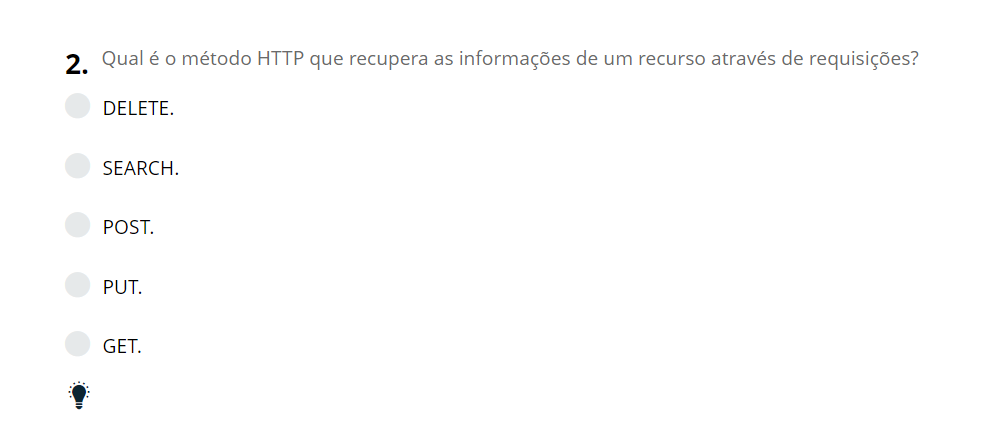 2. Qual é o método HTTP que recupera as informações de um recurso através de requisições?
DELETE.
SEARCH.
POST.
PUT.
GET.